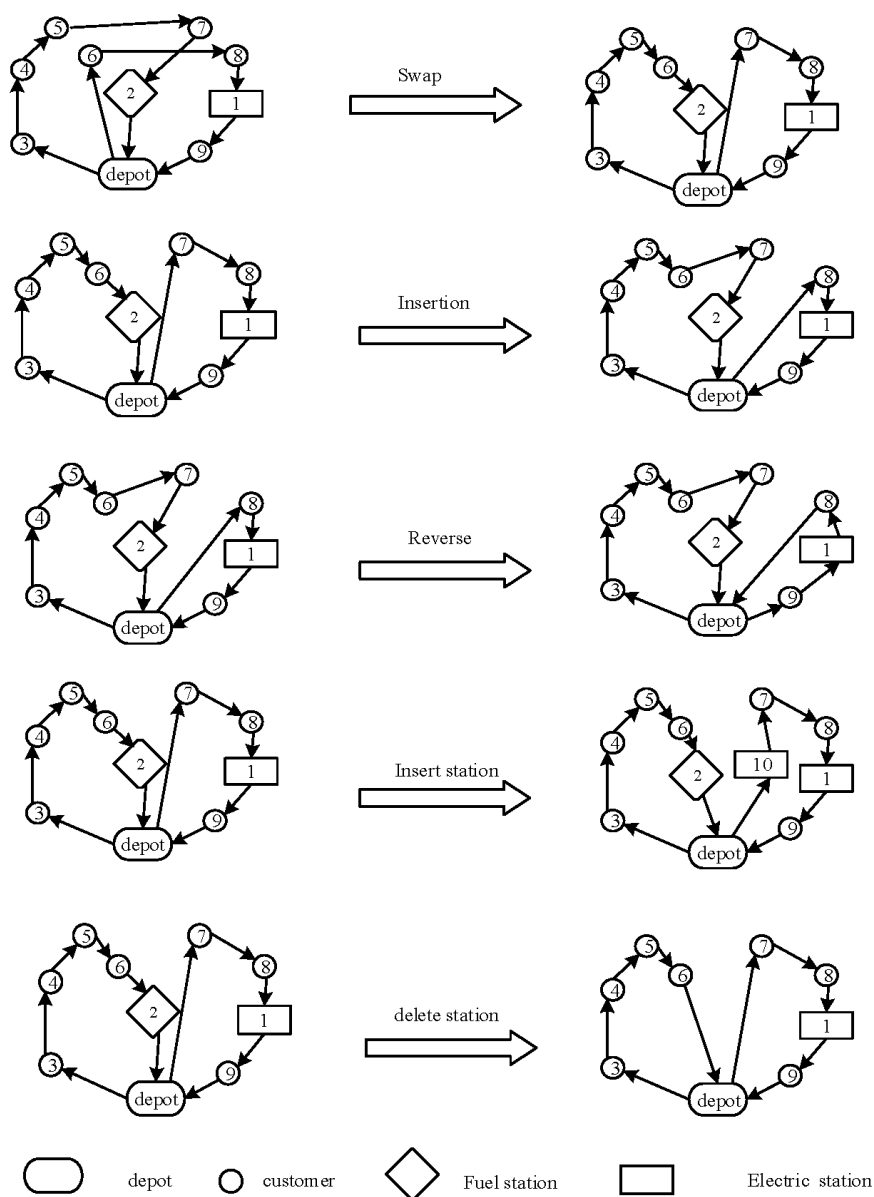 5 7
6 8
4 2 1
3 9
depot
Swap
5 7
6 8
4 2 1
3 9
depot
5 7
6 8
4 2 1
3 9
depot
Insertion
5 7
6 8
4 2 1
3 9
depot
5 7
6 8
4 2 1
3 9
depot
Reverse
5 7
6 8
4 2 1
3 9
depot
5 7
6 8
4 2 1
3 9
depot
Insert station
5 7
6 8
4 2 10 1
3 9
depot
5 7
6 8
4 2 1
3 9
depot
delete station
5 7
6 8
4 1
3 9
depot
depot customer Fuel station Electric station